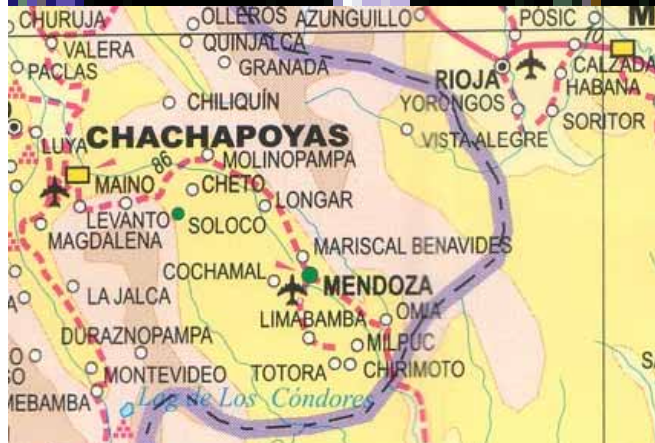 CHURUJA
OLLEROS
AZUNGUILLO
PÓSIC
M
VALERA
QUINJALCA
10
PACLAS
GRANADA
CALZADA
RIOJA
HABANA
CHILIQUÍN
YORONGOS
SORITOR
LUYA
CHACHAPOYAS
VISTA ALEGRE
86
MOLINOPAMPA
MAINO
CHETO
LONGAR
LEVANTO
SOLOCO
MAGDALENA
MARISCAL BENAVIDES
COCHAMAL
MENDOZA
LA JALCA
LIMABAMBA
OMIA
DURAZNOPAMPA
MILPUC
MONTEVIDEO
TOTORA
CHIRIMOTO
MEBAMBA
Lag de Los Cóndores